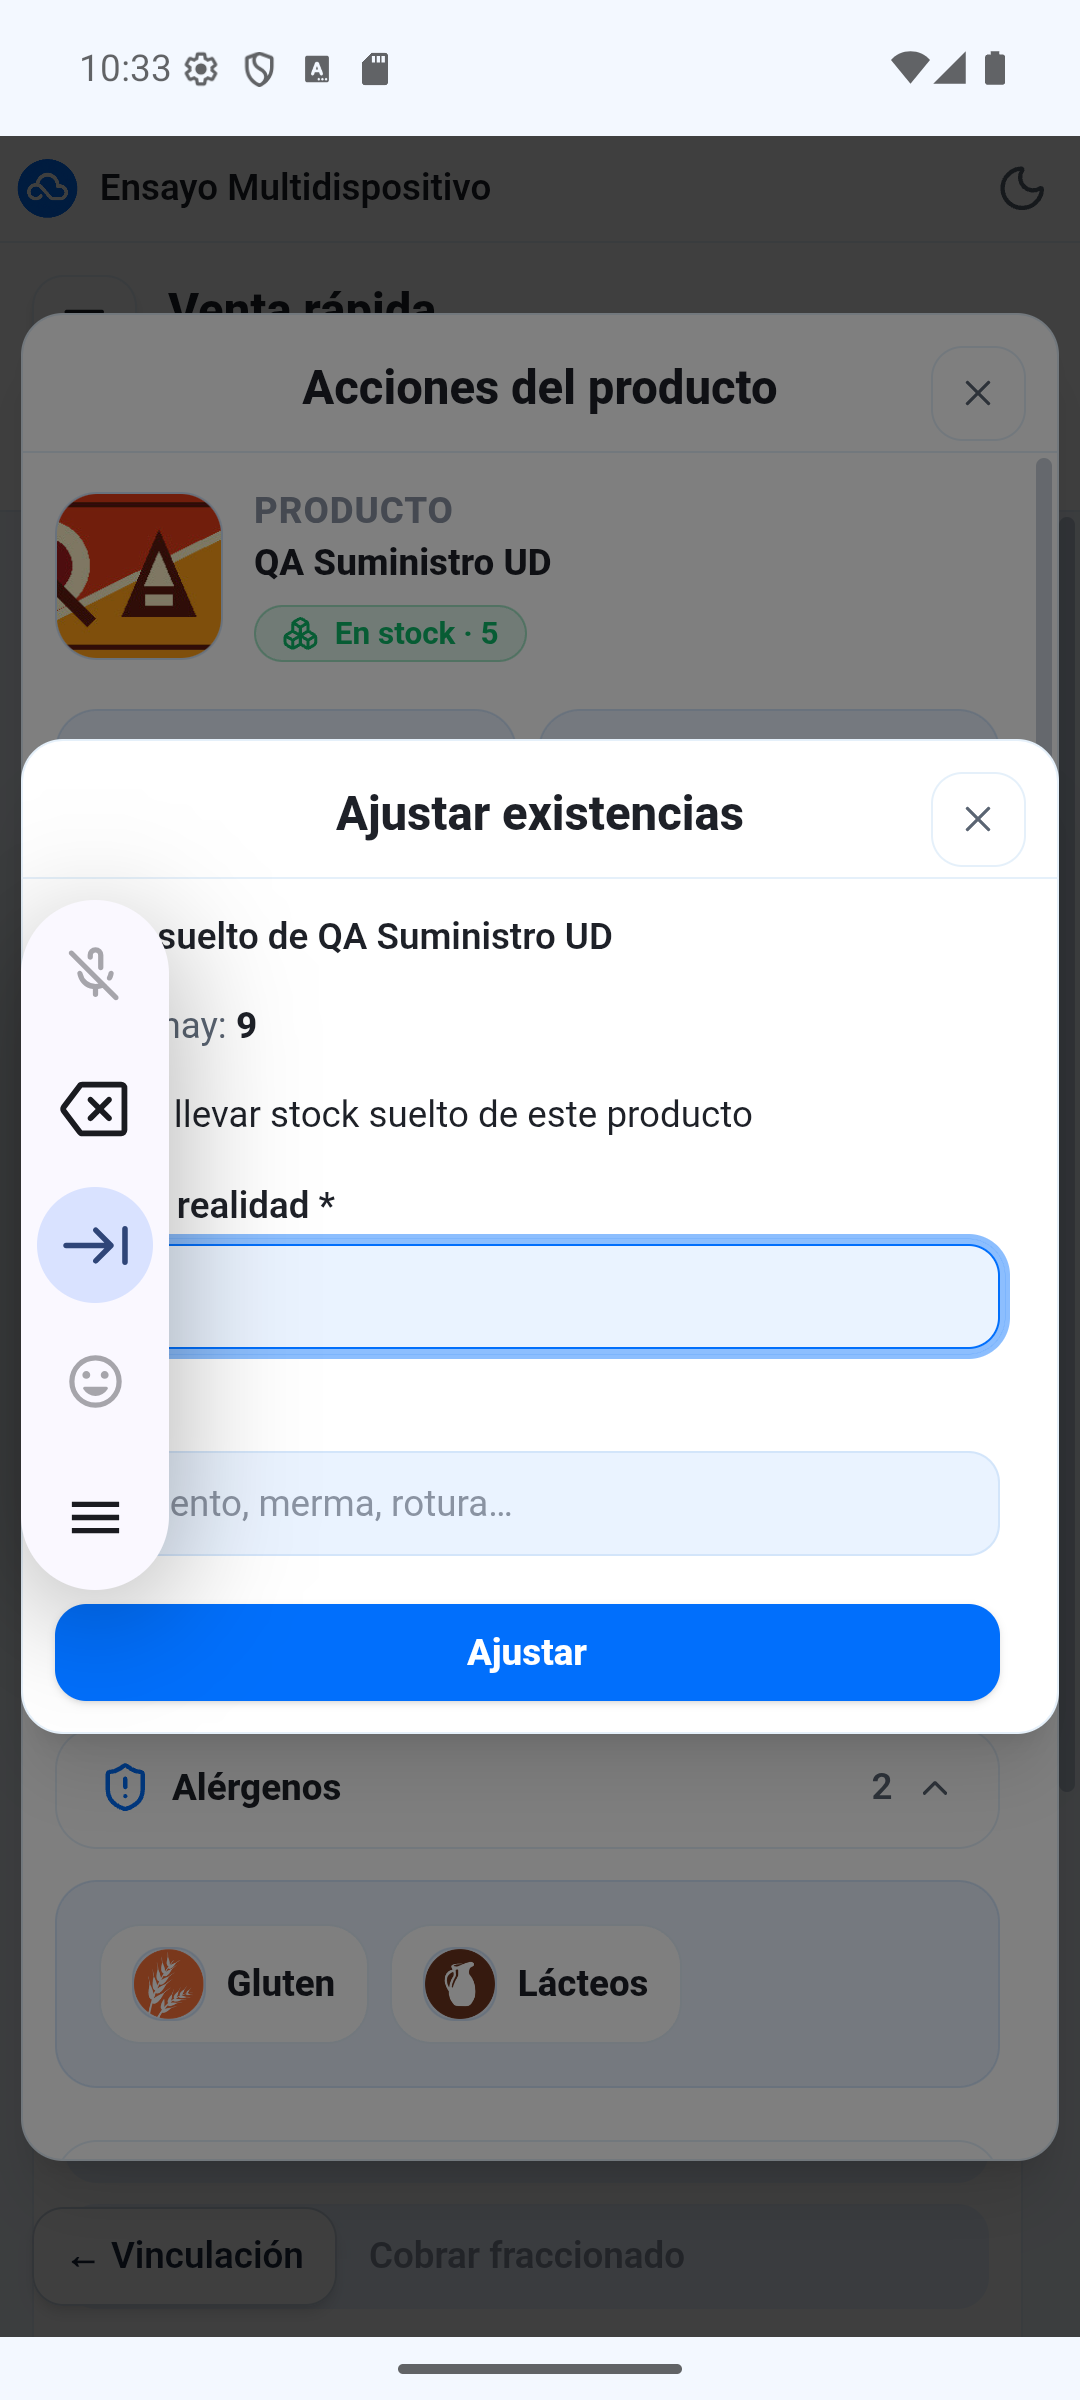 10:33
Ensayo Multidispositivo
Venta rápida
Acciones del producto
PRODUCTO
QA Suministro UD
En stock · 5
Ajustar existencias
suelto de QA Suministro UD
hay: 9
llevar stock suelto de este producto
realidad *
ento, merma, rotura…
Ajustar
Alérgenos 2
Gluten Lácteos
← Vinculación Cobrar fraccionado